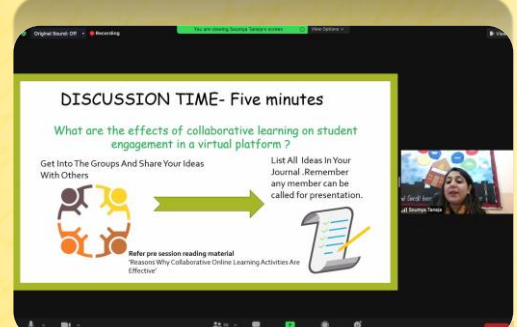 Original Sound: Off
Recording
You are viewing Soumya Taneja's screen
View Options
DISCUSSION TIME- Five minutes
What are the effects of collaborative learning on student
engagement in a virtual platform ?
Get Into The Groups And Share Your Ideas
With Others
List All Ideas In Your
Journal .Remember
any member can be
called for presentation.
Refer pre session reading material
'Reasons Why Collaborative Online Learning Activities Are
Effective'
Soumya Taneja